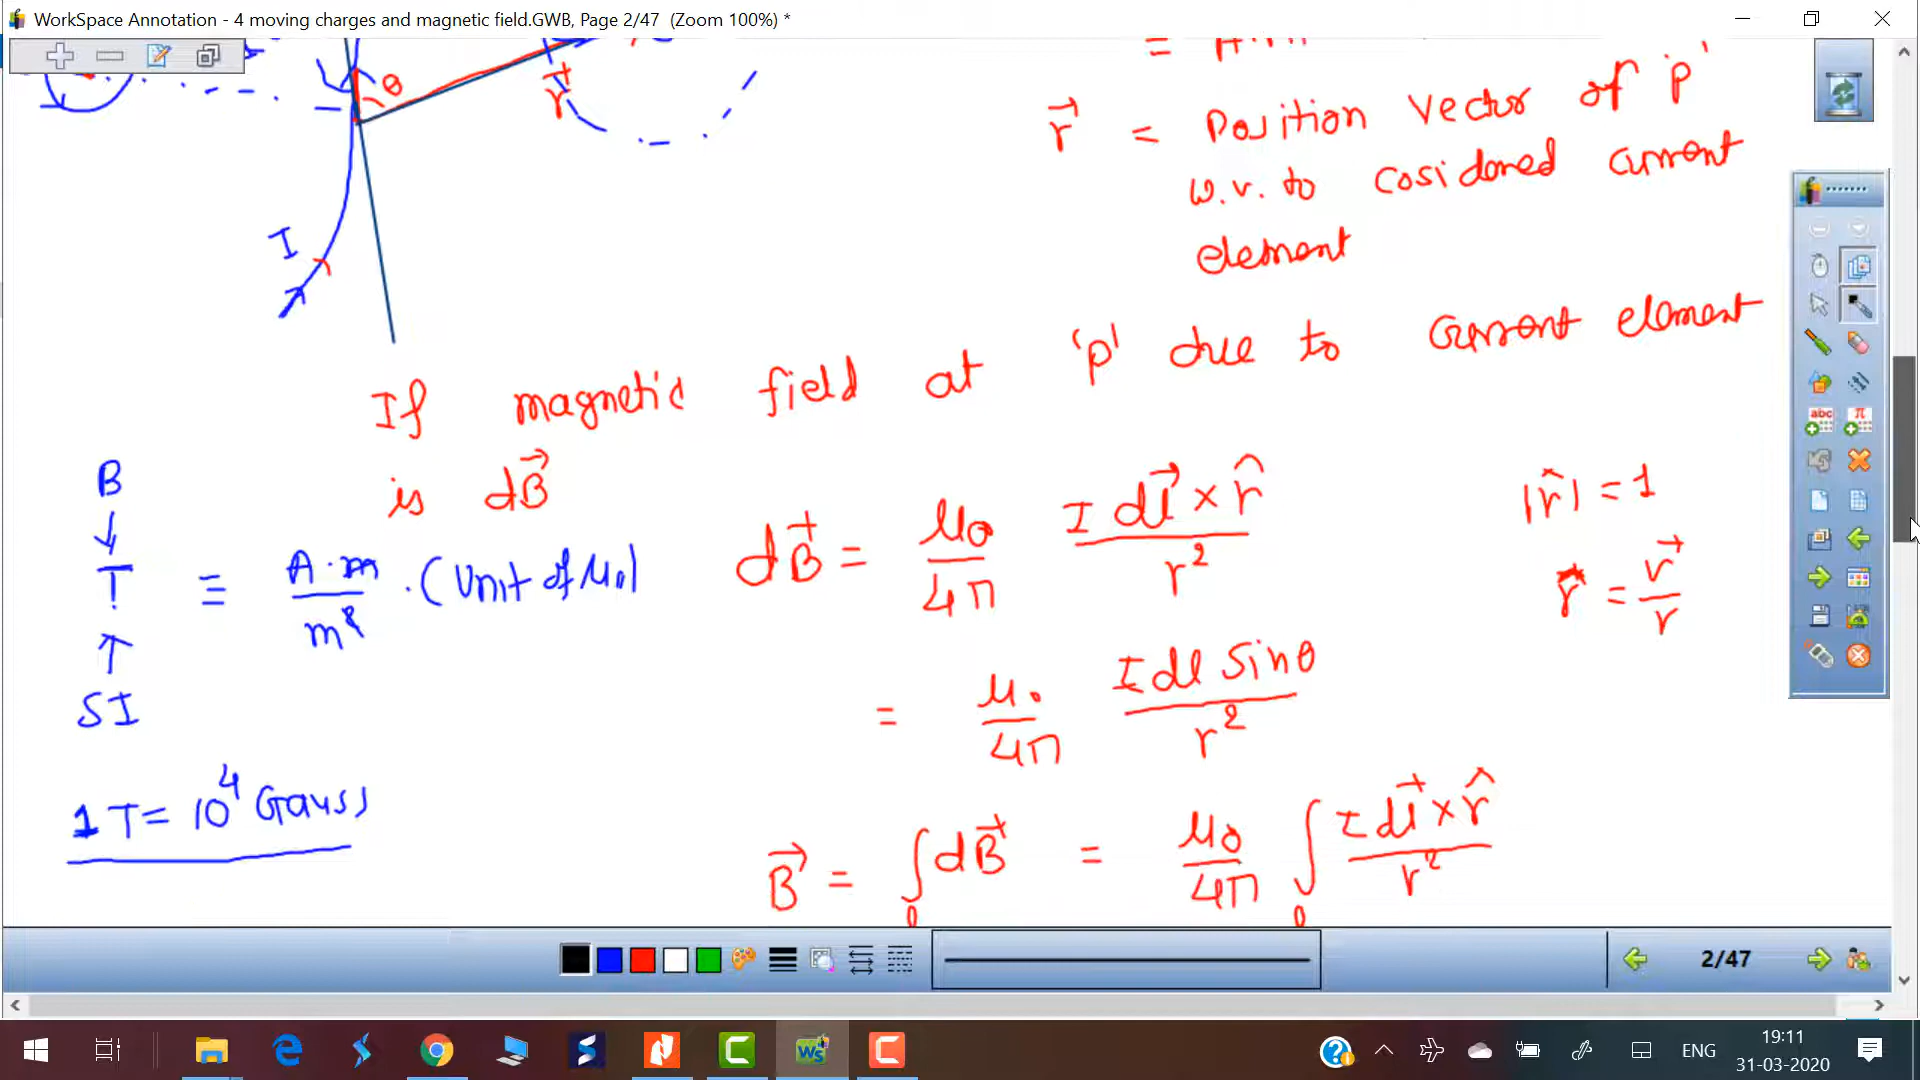 WorkSpace Annotation - 4 moving charges and magnetic field.GWB, Page 2/47 (Zoom 100%) *
θ
r⃗
I
r⃗ = Position vector of 'p'
w.r. to cosidered current
element
If magnetic field at 'p' due to current element
is dB⃗
dB⃗ = μ0/4π I dl⃗ × r̂ / r²
|r̂| = 1
r̂ = r⃗/r
B
↓
T ≡ A·m/m² · (Unit of μ0)
↑
SI
= μ0/4π I dl Sinθ / r²
1 T = 10⁴ Gauss
B⃗ = ∫ dB⃗ = μ0/4π ∫ I dl⃗ × r̂ / r²
abc
π
2/47
Ws
ENG
19:11
31-03-2020